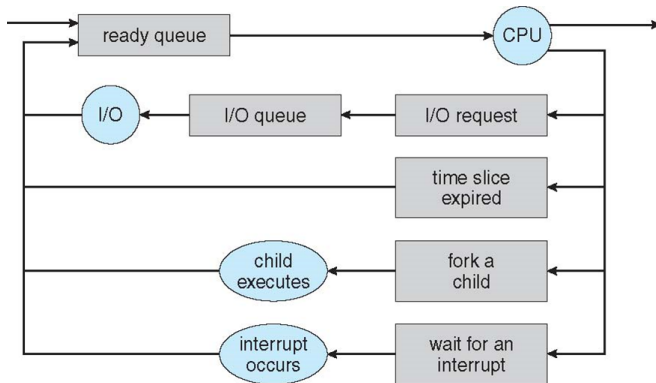 ready queue
CPU
I/O
I/O queue
I/O request
time slice
expired
child
executes
fork a
child
interrupt
occurs
wait for an
interrupt